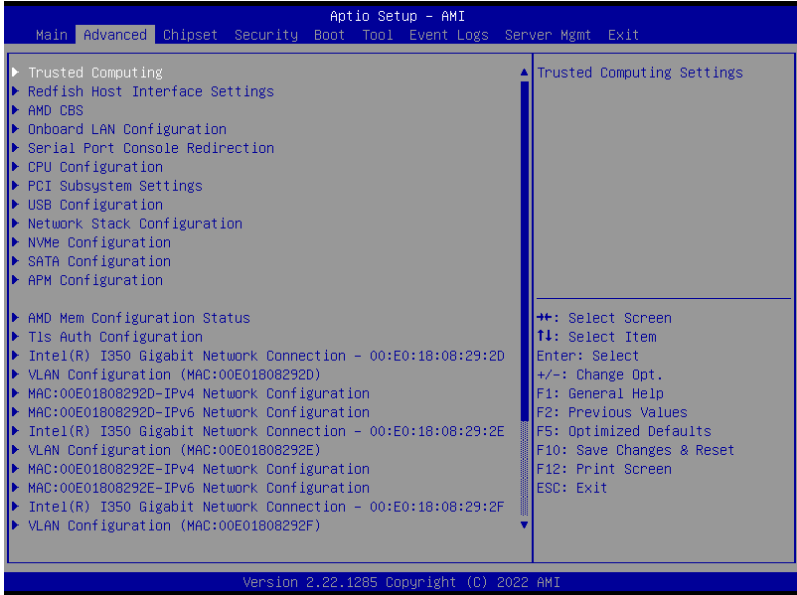 Aptio Setup - AMI
Main Advanced Chipset Security Boot Tool Event Logs Server Mgmt Exit
Trusted Computing
Redfish Host Interface Settings
AMD CBS
Onboard LAN Configuration
Serial Port Console Redirection
CPU Configuration
PCI Subsystem Settings
USB Configuration
Network Stack Configuration
NVMe Configuration
SATA Configuration
APM Configuration
AMD Mem Configuration Status
Tls Auth Configuration
Intel(R) I350 Gigabit Network Connection - 00:E0:18:08:29:2D
VLAN Configuration (MAC:00E01808292D)
MAC:00E01808292D-IPv4 Network Configuration
MAC:00E01808292D-IPv6 Network Configuration
Intel(R) I350 Gigabit Network Connection - 00:E0:18:08:29:2E
VLAN Configuration (MAC:00E01808292E)
MAC:00E01808292E-IPv4 Network Configuration
MAC:00E01808292E-IPv6 Network Configuration
Intel(R) I350 Gigabit Network Connection - 00:E0:18:08:29:2F
VLAN Configuration (MAC:00E01808292F)
Trusted Computing Settings
→←: Select Screen
↑↓: Select Item
Enter: Select
+/-: Change Opt.
F1: General Help
F2: Previous Values
F5: Optimized Defaults
F10: Save Changes & Reset
F12: Print Screen
ESC: Exit
Version 2.22.1285 Copyright (C) 2022 AMI